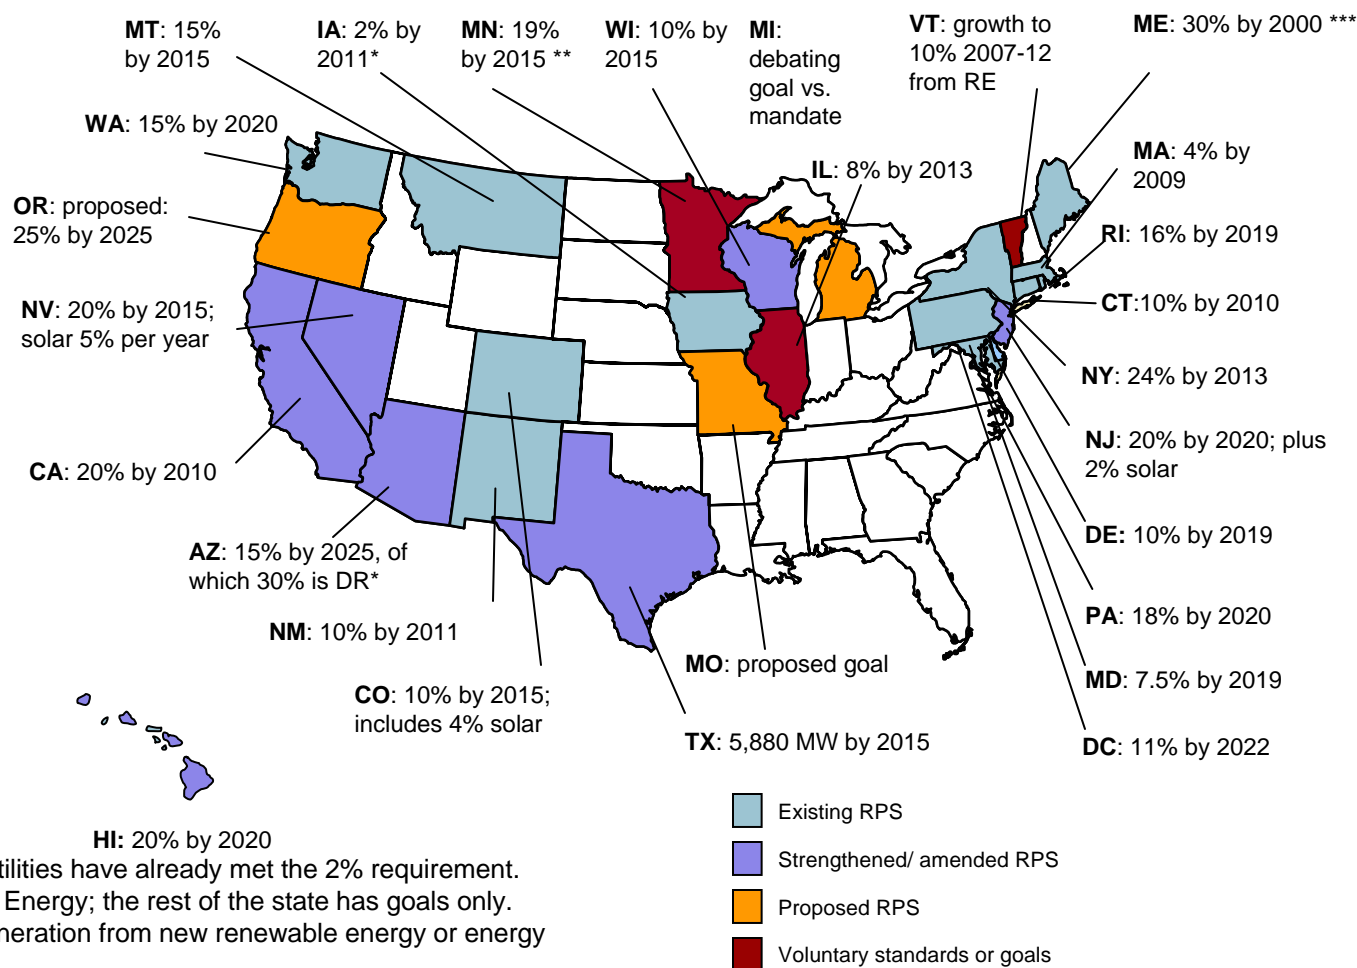 MT: 15%
by 2015
IA: 2% by
2011*
MN: 19%
by 2015 **
WI: 10% by
2015
MI:
debating
goal vs.
mandate
VT: growth to
10% 2007-12
from RE
ME: 30% by 2000 ***
WA: 15% by 2020
MA: 4% by
2009
IL: 8% by 2013
OR: proposed:
25% by 2025
RI: 16% by 2019
NV: 20% by 2015;
solar 5% per year
CT:10% by 2010
NY: 24% by 2013
CA: 20% by 2010
NJ: 20% by 2020; plus
2% solar
AZ: 15% by 2025, of
which 30% is DR*
DE: 10% by 2019
NM: 10% by 2011
PA: 18% by 2020
MO: proposed goal
MD: 7.5% by 2019
CO: 10% by 2015;
includes 4% solar
TX: 5,880 MW by 2015
DC: 11% by 2022
HI: 20% by 2020
tilities have already met the 2% requirement.
Energy; the rest of the state has goals only.
neration from new renewable energy or energy
Existing RPS
Strengthened/ amended RPS
Proposed RPS
Voluntary standards or goals